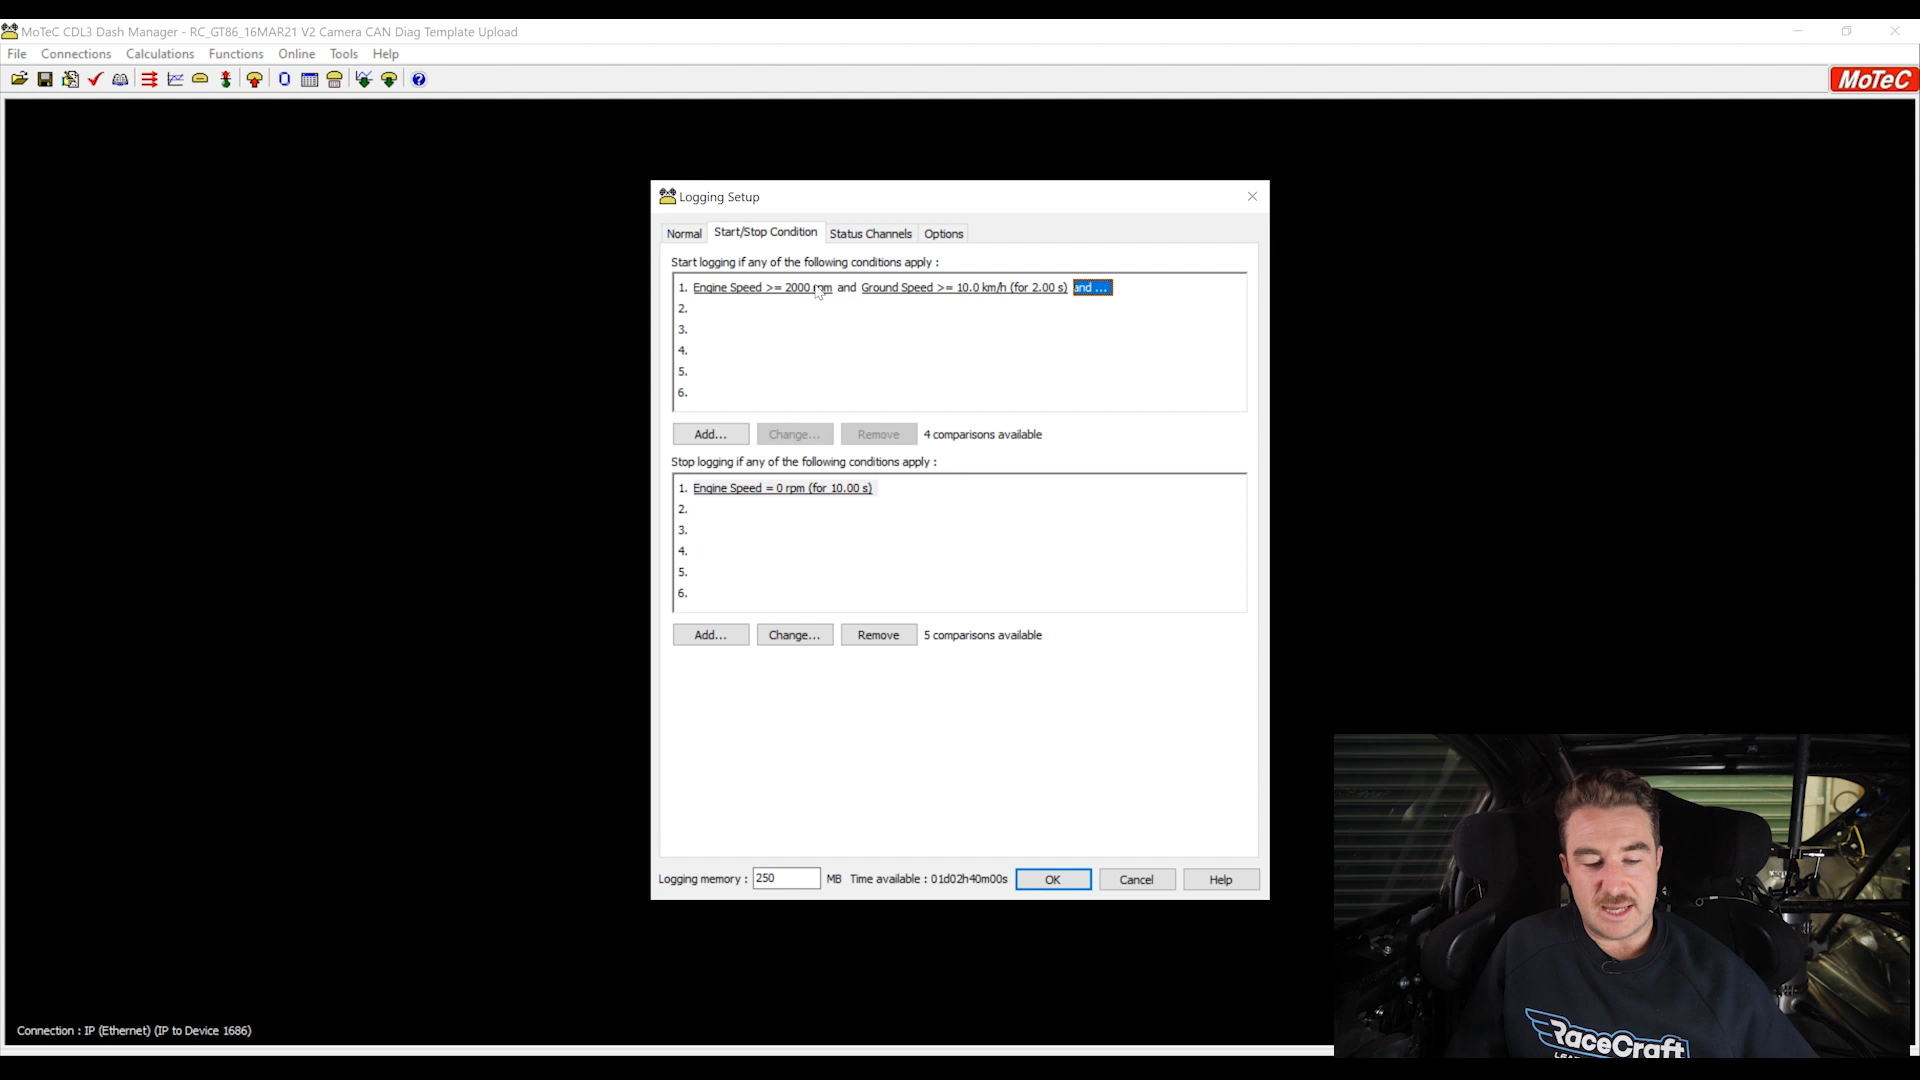 MoTeC CDL3 Dash Manager - RC_GT86_16MAR21 V2 Camera CAN Diag Template Upload
File Connections Calculations Functions Online Tools Help
MoTeC
Logging Setup
Normal Start/Stop Condition Status Channels Options
Start logging if any of the following conditions apply :
1. Engine Speed >= 2000 rpm and Ground Speed >= 10.0 km/h (for 2.00 s) and ...
2.
3.
4.
5.
6.
Add... Change... Remove 4 comparisons available
Stop logging if any of the following conditions apply :
1. Engine Speed = 0 rpm (for 10.00 s)
2.
3.
4.
5.
6.
Add... Change... Remove 5 comparisons available
Logging memory : 250 MB Time available : 01d02h40m00s OK Cancel Help
Connection : IP (Ethernet) (IP to Device 1686)
RaceCraft